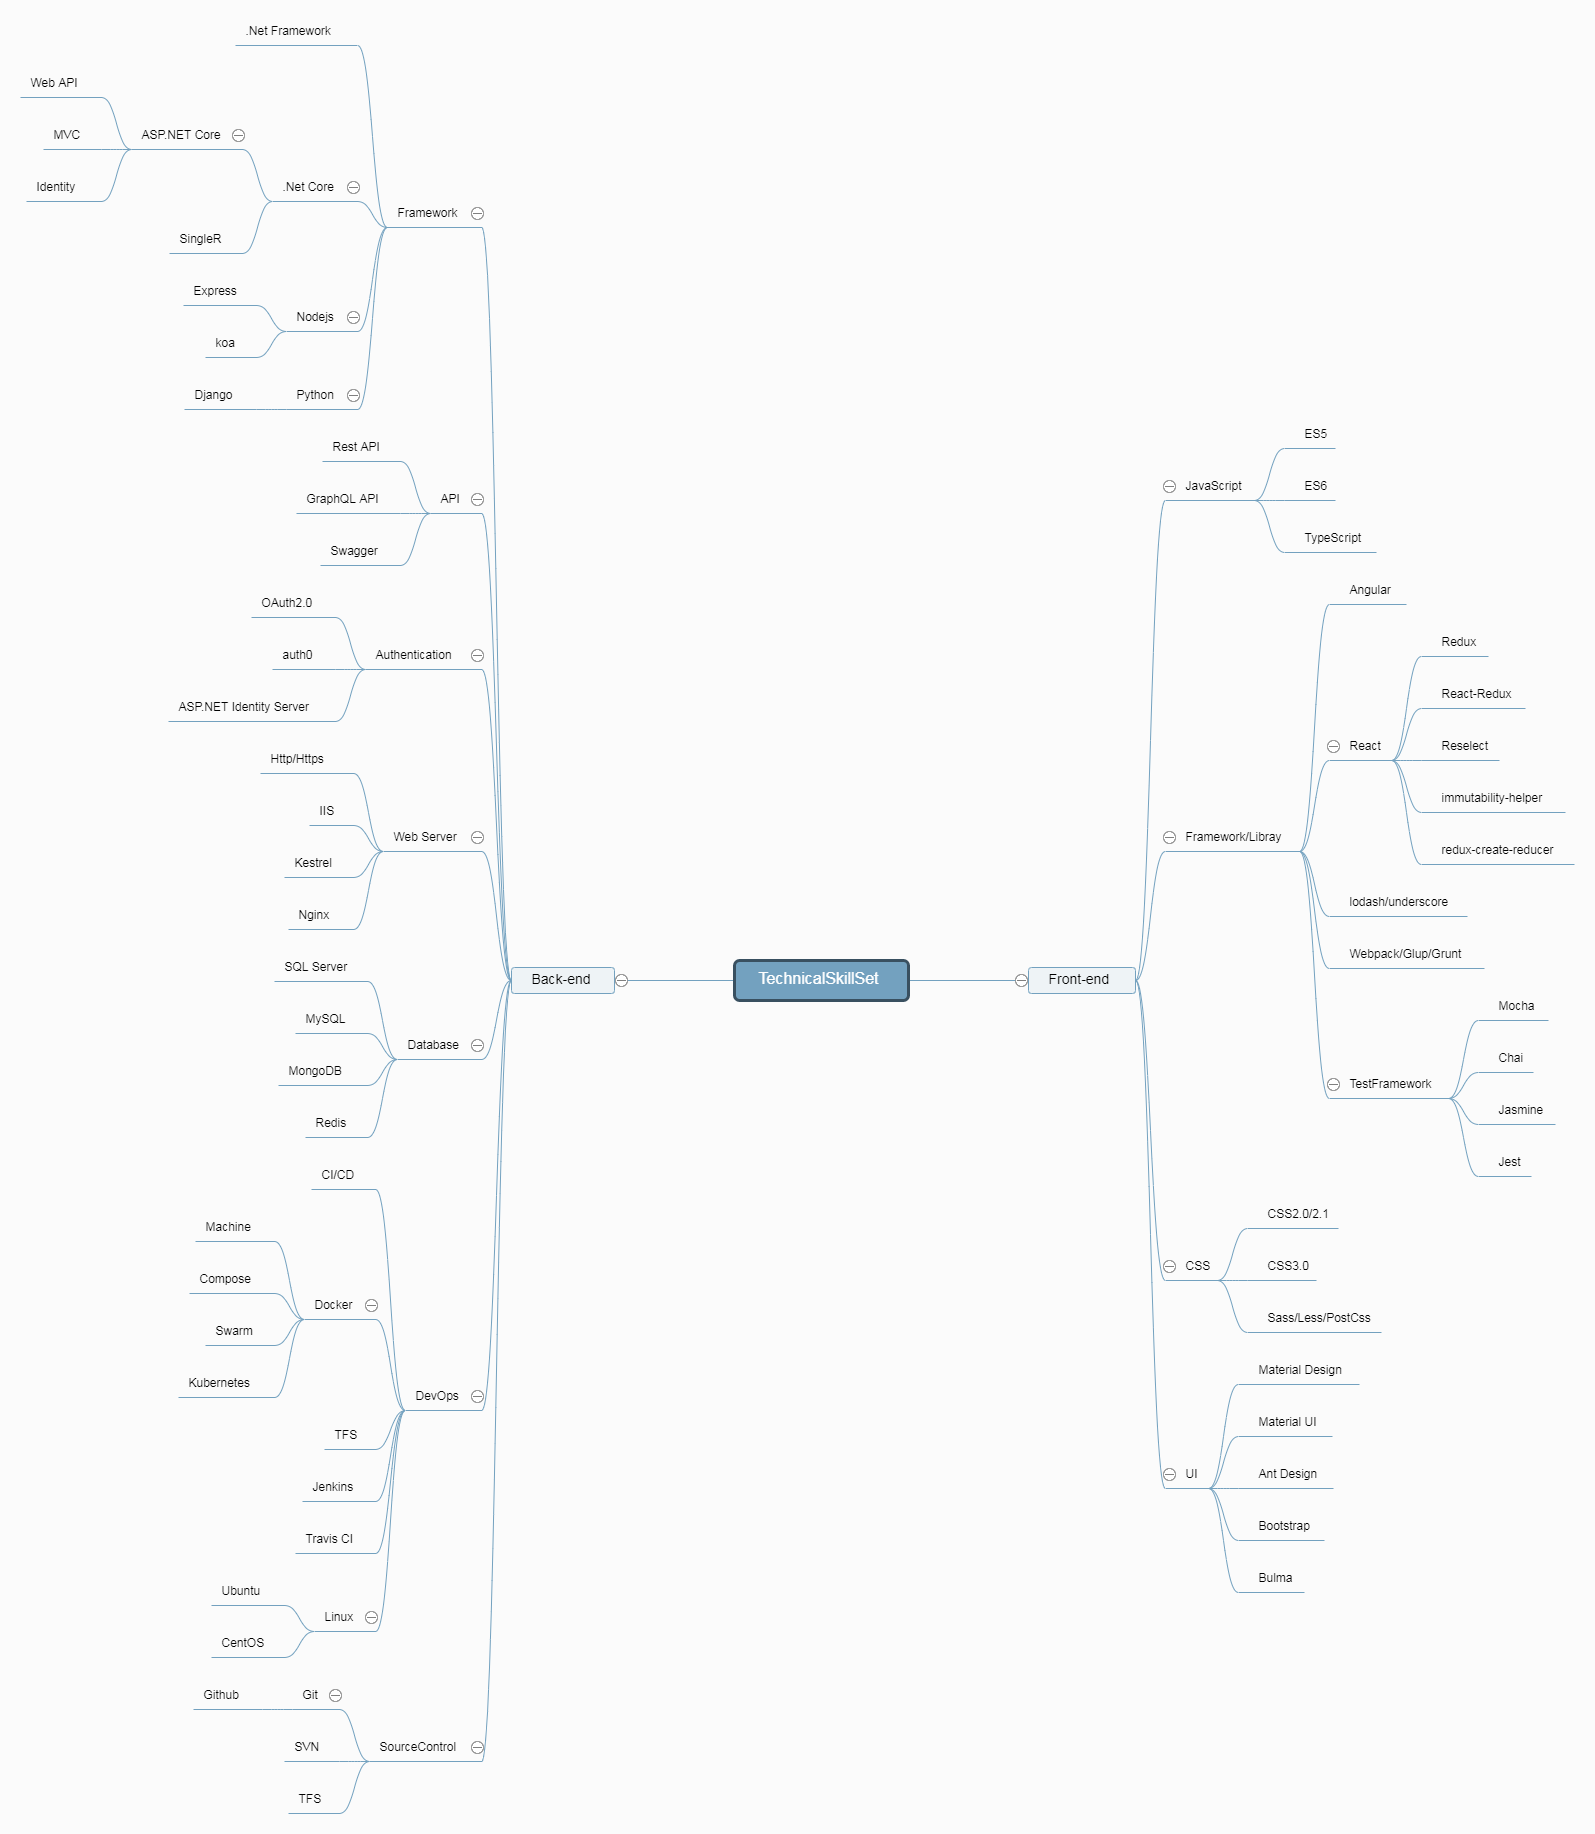 TechnicalSkillSet
Back-end
Framework
.Net Framework
.Net Core
ASP.NET Core
Web API
MVC
Identity
SingleR
Nodejs
Express
koa
Python
Django
API
Rest API
GraphQL API
Swagger
Authentication
OAuth2.0
auth0
ASP.NET Identity Server
Web Server
Http/Https
IIS
Kestrel
Nginx
Database
SQL Server
MySQL
MongoDB
Redis
DevOps
CI/CD
Docker
Machine
Compose
Swarm
Kubernetes
TFS
Jenkins
Travis CI
Linux
Ubuntu
CentOS
SourceControl
Git
Github
SVN
TFS
Front-end
JavaScript
ES5
ES6
TypeScript
Framework/Libray
Angular
React
Redux
React-Redux
Reselect
immutability-helper
redux-create-reducer
lodash/underscore
Webpack/Glup/Grunt
TestFramework
Mocha
Chai
Jasmine
Jest
CSS
CSS2.0/2.1
CSS3.0
Sass/Less/PostCss
UI
Material Design
Material UI
Ant Design
Bootstrap
Bulma